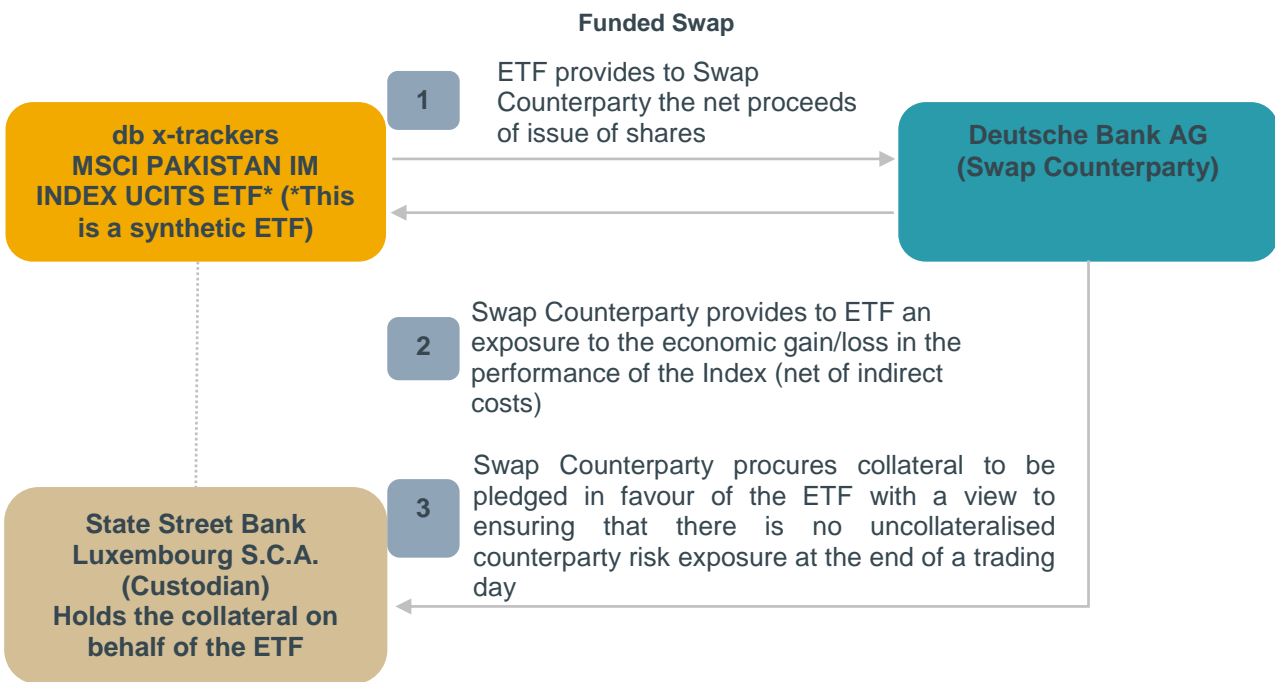 Funded Swap
1
ETF provides to Swap
Counterparty the net proceeds
of issue of shares
db x-trackers
MSCI PAKISTAN IM
INDEX UCITS ETF* (*This
is a synthetic ETF)
Deutsche Bank AG
(Swap Counterparty)
2
Swap Counterparty provides to ETF an
exposure to the economic gain/loss in the
performance of the Index (net of indirect
costs)
3
Swap Counterparty procures collateral to be
pledged in favour of the ETF with a view to
ensuring that there is no uncollateralised
counterparty risk exposure at the end of a trading
day
State Street Bank
Luxembourg S.C.A.
(Custodian)
Holds the collateral on
behalf of the ETF